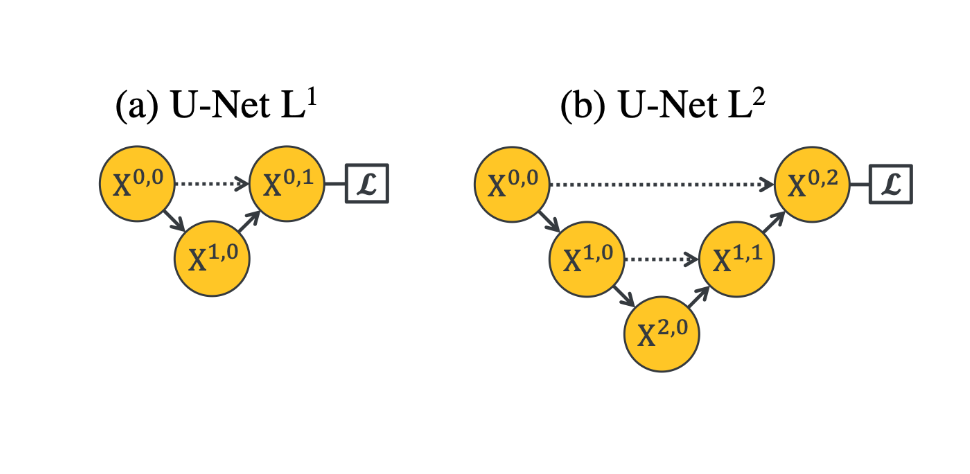 (a) U-Net L¹
(b) U-Net L²
X⁰,⁰
X⁰,¹
ℒ
X¹,⁰
X⁰,⁰
X⁰,²
ℒ
X¹,⁰
X¹,¹
X²,⁰